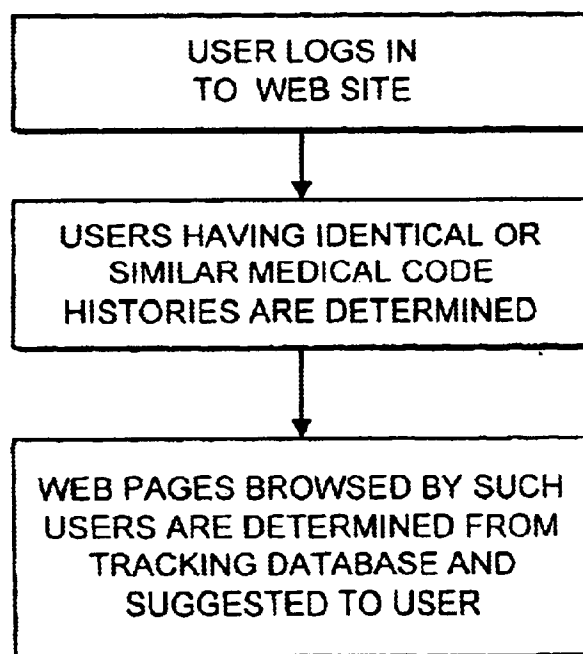 USER LOGS IN
TO WEB SITE
USERS HAVING IDENTICAL OR
SIMILAR MEDICAL CODE
HISTORIES ARE DETERMINED
WEB PAGES BROWSED BY SUCH
USERS ARE DETERMINED FROM
TRACKING DATABASE AND
SUGGESTED TO USER